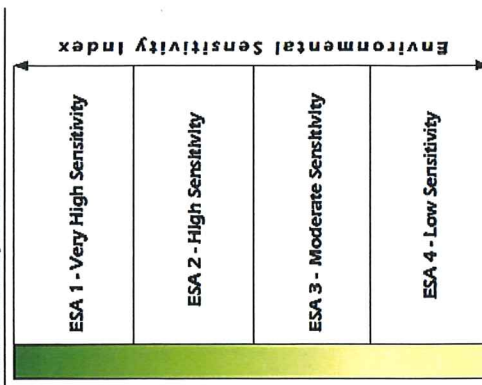 ESA 1 - Very High Sensitivity
ESA 2 - High Sensitivity
ESA 3 - Moderate Sensitivity
ESA 4 - Low Sensitivity
Environmental Sensitivity Index